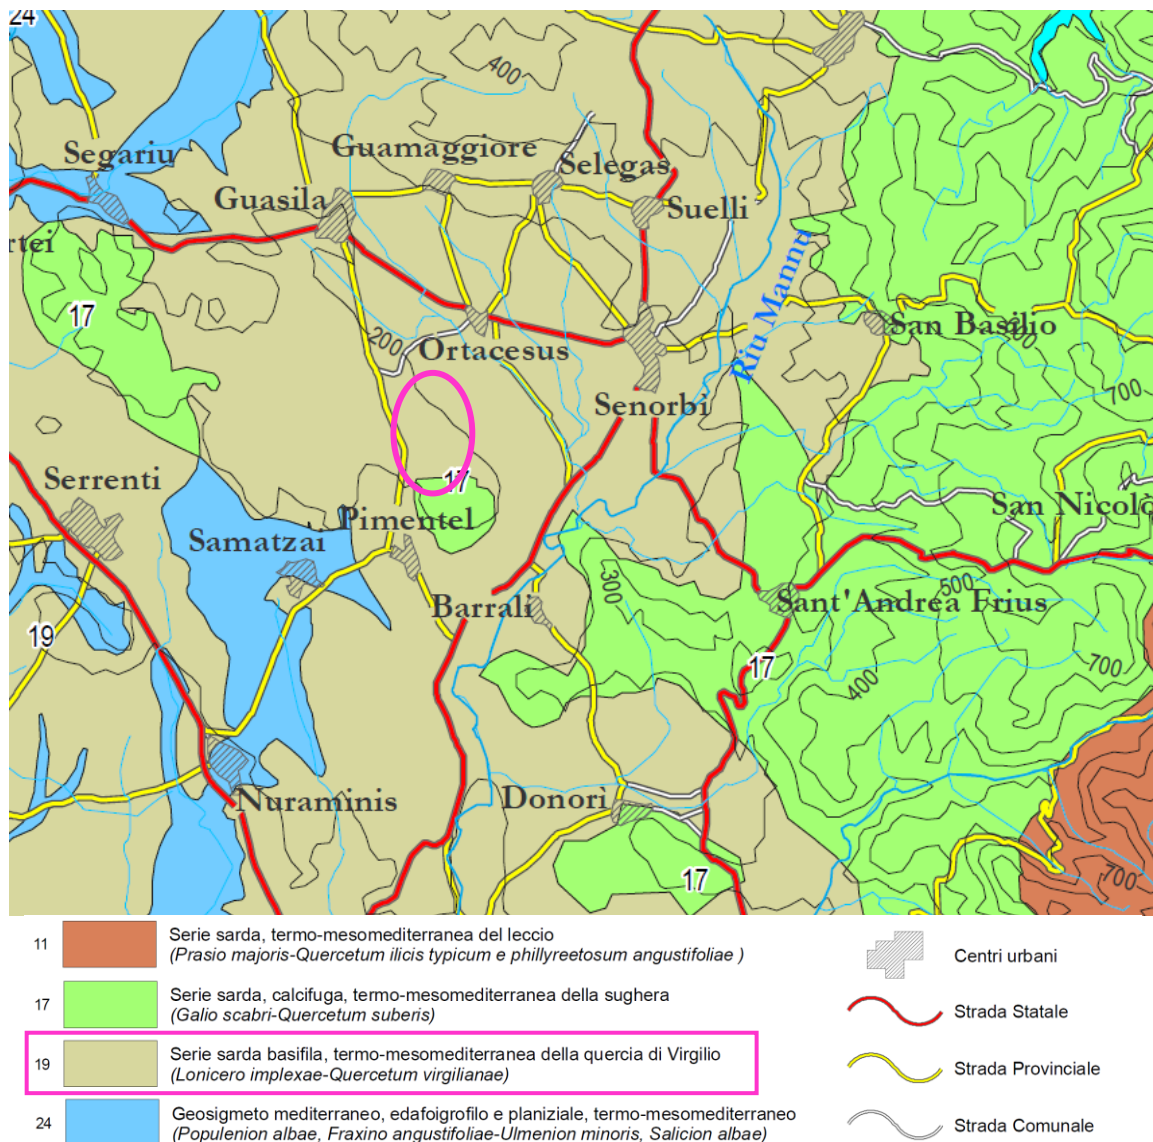 24
400
Segariu
Guamaggiore
Selegas
Guasila
Suelli
rtei
Riu Mannu
17
200
Ortacesus
San Basilio
700
Senorbì
17
Serrenti
San Nicolò
Pimentel
Samatzai
300
500
Barrali
Sant'Andrea Frius
19
17
400
700
Nuraminis
Donorì
17
700
11 Serie sarda, termo-mesomediterranea del leccio
(Prasio majoris-Quercetum ilicis typicum e phillyreetosum angustifoliae )
Centri urbani
17 Serie sarda, calcifuga, termo-mesomediterranea della sughera
(Galio scabri-Quercetum suberis)
Strada Statale
19 Serie sarda basifila, termo-mesomediterranea della quercia di Virgilio
(Lonicero implexae-Quercetum virgilianae)
Strada Provinciale
24 Geosigmeto mediterraneo, edafoigrofilo e planiziale, termo-mesomediterraneo
(Populenion albae, Fraxino angustifoliae-Ulmenion minoris, Salicion albae)
Strada Comunale